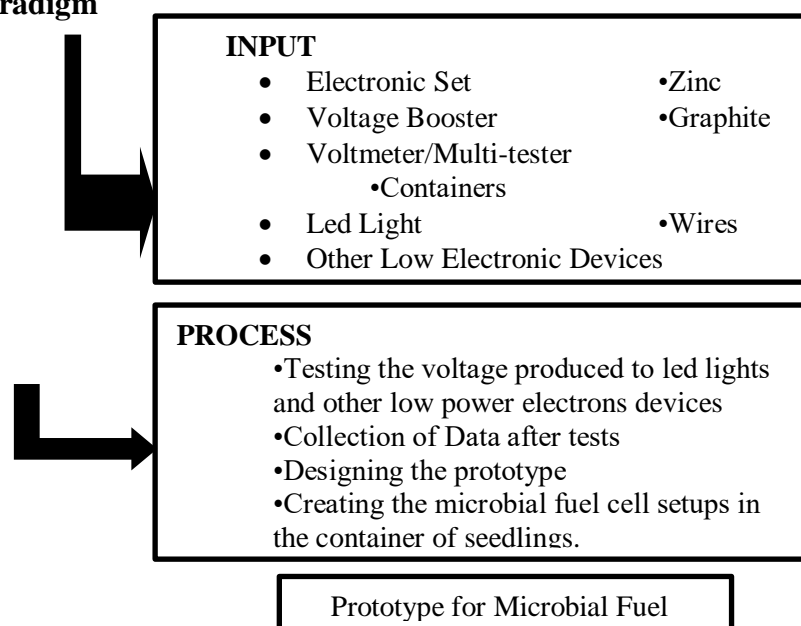 radigm
INPUT
• Electronic Set •Zinc
• Voltage Booster •Graphite
• Voltmeter/Multi-tester
•Containers
• Led Light •Wires
• Other Low Electronic Devices
PROCESS
•Testing the voltage produced to led lights
and other low power electrons devices
•Collection of Data after tests
•Designing the prototype
•Creating the microbial fuel cell setups in
the container of seedlings.
Prototype for Microbial Fuel